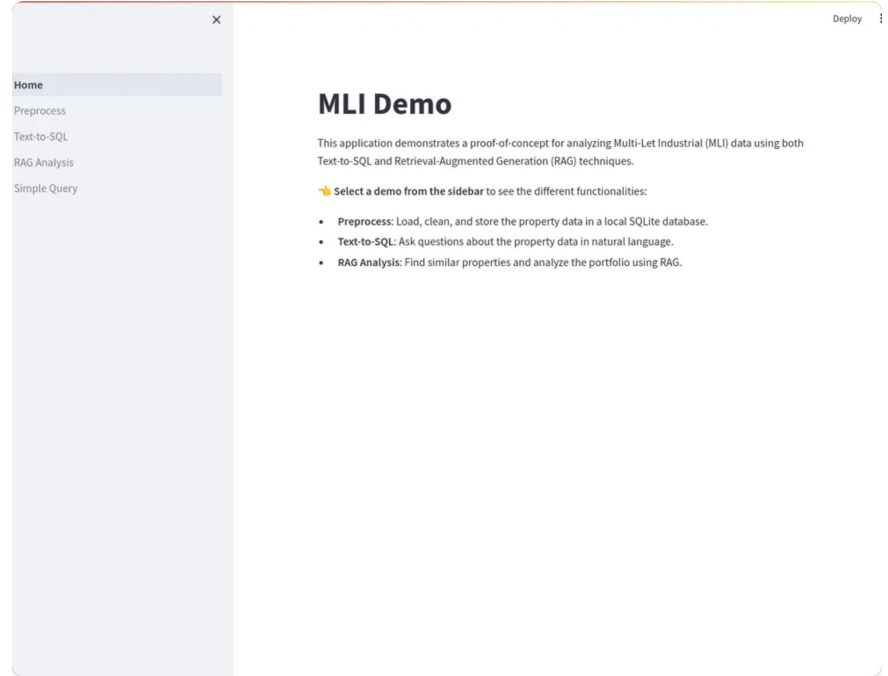 Deploy
Home
Preprocess
Text-to-SQL
RAG Analysis
Simple Query
MLI Demo
This application demonstrates a proof-of-concept for analyzing Multi-Let Industrial (MLI) data using both
Text-to-SQL and Retrieval-Augmented Generation (RAG) techniques.
👈 Select a demo from the sidebar to see the different functionalities:
• Preprocess: Load, clean, and store the property data in a local SQLite database.
• Text-to-SQL: Ask questions about the property data in natural language.
• RAG Analysis: Find similar properties and analyze the portfolio using RAG.